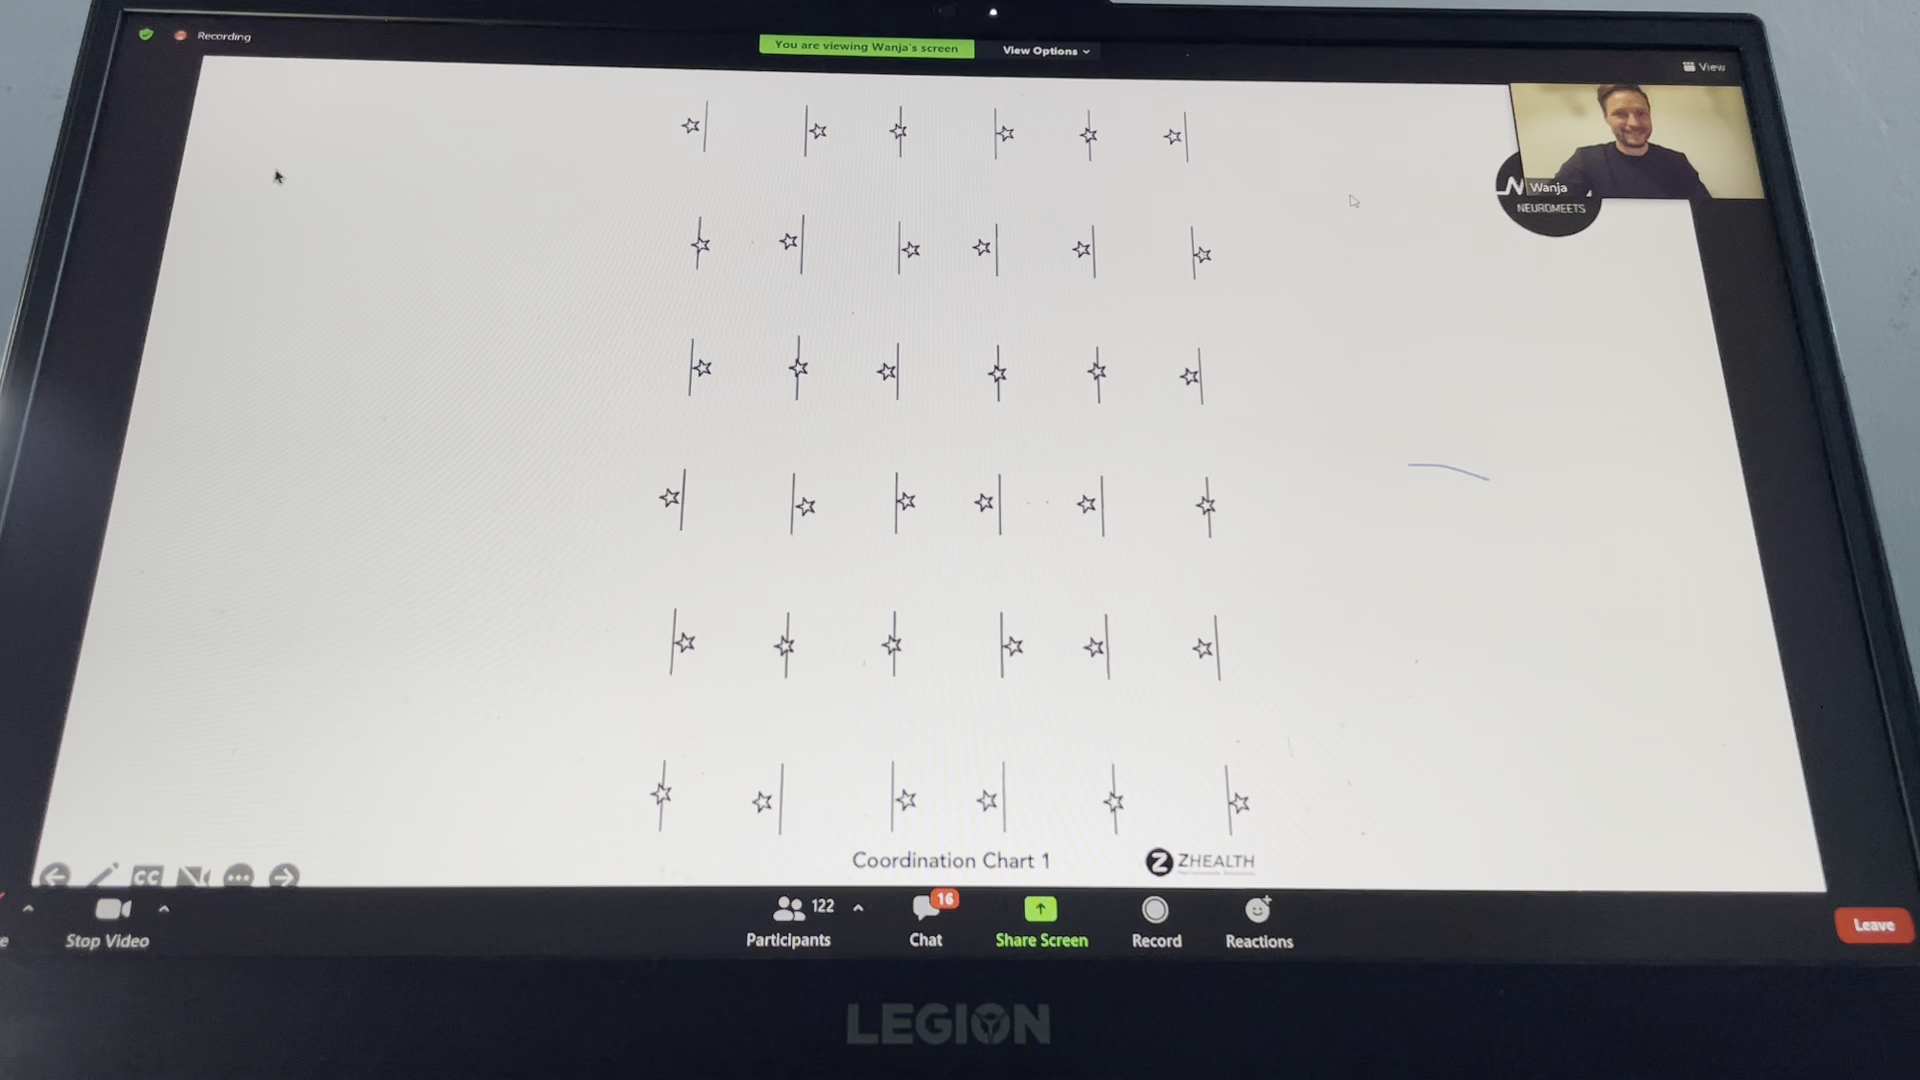 Recording
You are viewing Wanja's screen
View Options
View
Wanja
NEUROMEETS
Coordination Chart 1
Z ZHEALTH
CC
Stop Video
122
Participants
16
Chat
Share Screen
Record
Reactions
Leave
LEGION